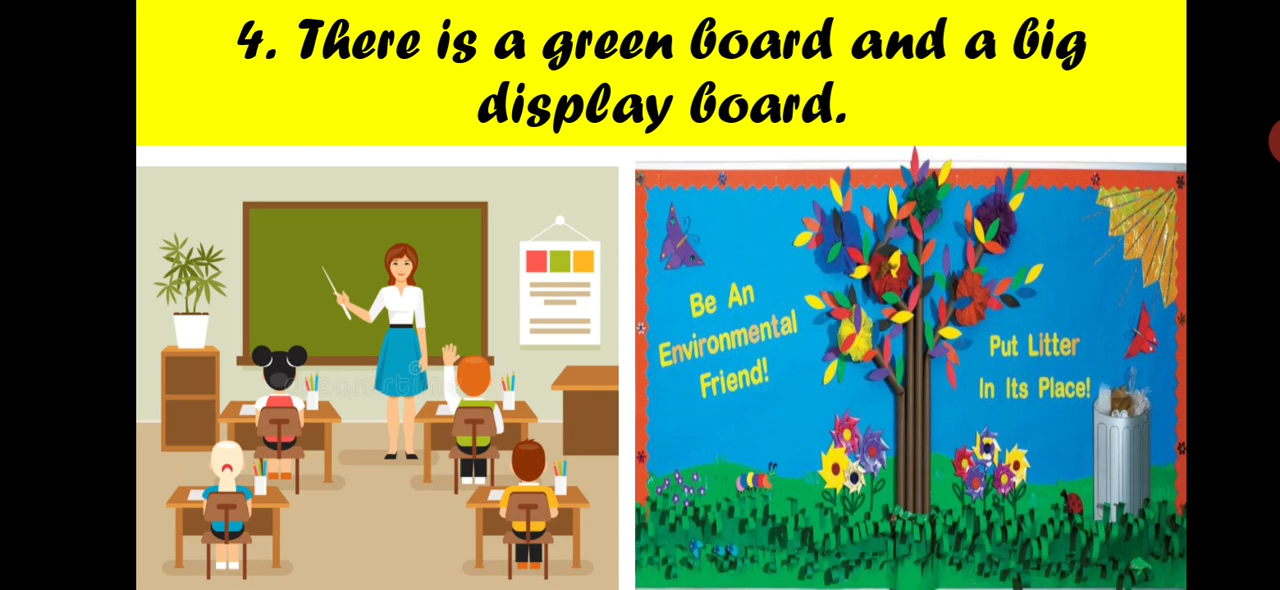 4. There is a green board and a big
display board.
Be An
Environmental
Friend!
Put Litter
In Its Place!